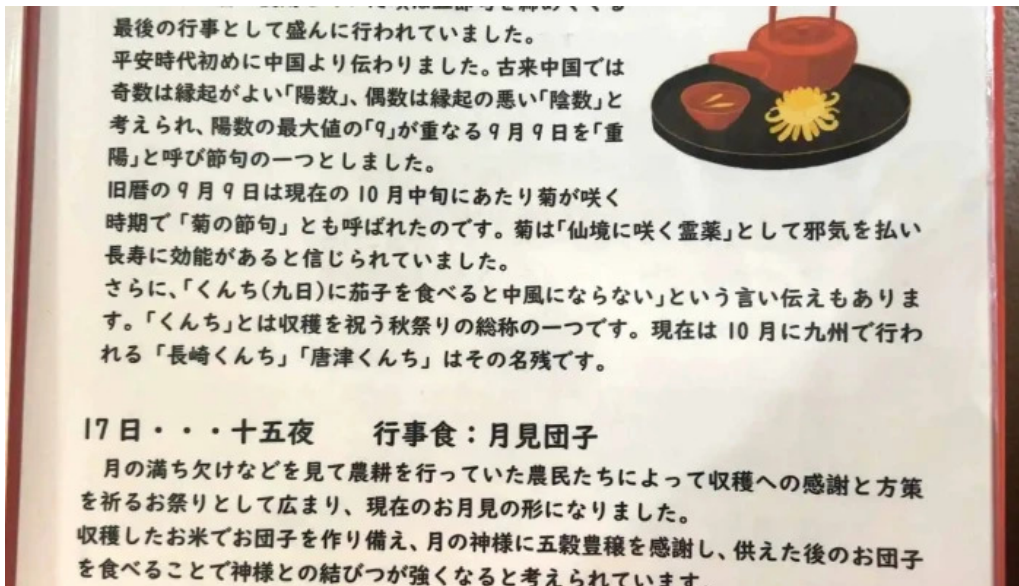 最後の行事として盛んに行われていました。
平安時代初めに中国より伝わりました。古来中国では
奇数は縁起がよい「陽数」、偶数は縁起の悪い「陰数」と
考えられ、陽数の最大値の「9」が重なる9月9日を「重
陽」と呼び節句の一つとしました。
旧暦の9月9日は現在の10月中旬にあたり菊が咲く
時期で「菊の節句」とも呼ばれたのです。菊は「仙境に咲く霊薬」として邪気を払い
長寿に効能があると信じられていました。
さらに、「くんち(九日)に茄子を食べると中風にならない」という言い伝えもありま
す。「くんち」とは収穫を祝う秋祭りの総称の一つです。現在は10月に九州で行わ
れる「長崎くんち」「唐津くんち」はその名残です。
17日・・・十五夜　　行事食：月見団子
月の満ち欠けなどを見て農耕を行っていた農民たちによって収穫への感謝と方策
を祈るお祭りとして広まり、現在のお月見の形になりました。
収穫したお米でお団子を作り備え、月の神様に五穀豊穣を感謝し、供えた後のお団子
を食べることで神様との結びつが強くなると考えられています。